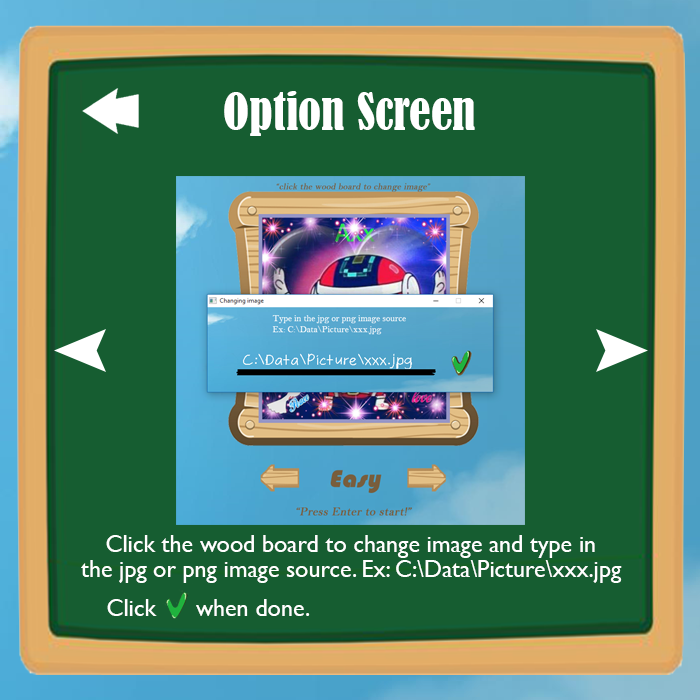 Option Screen
"click the wood board to change image"
Axy
Changing image
Type in the jpg or png image source
Ex: C:\Data\Picture\xxx.jpg
C:\Data\Picture\xxx.jpg
love
Easy
"Press Enter to start!"
Click the wood board to change image and type in
the jpg or png image source. Ex: C:\Data\Picture\xxx.jpg
Click when done.